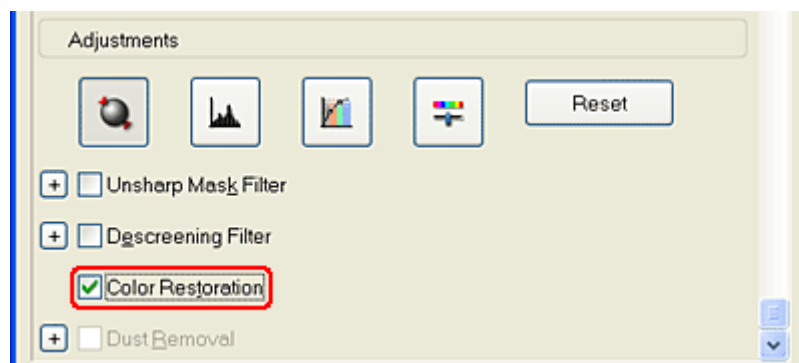 Adjustments
Reset
Unsharp Mask Filter
Descreening Filter
Color Restoration
Dust Removal